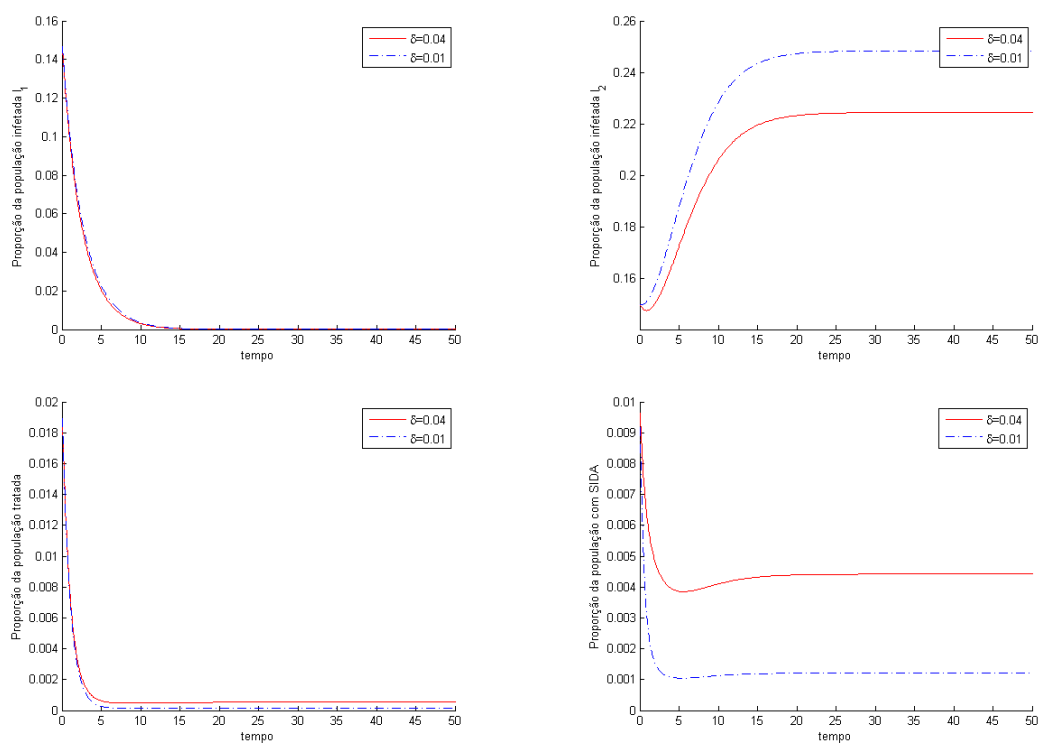 0.16
0.14
0.12
0.1
0.08
0.06
0.04
0.02
0
Proporção da população infetada I1
δ=0.04
δ=0.01
0 5 10 15 20 25 30 35 40 45 50
tempo
0.26
0.24
0.22
0.2
0.18
0.16
Proporção da população infetada I2
δ=0.04
δ=0.01
0 5 10 15 20 25 30 35 40 45 50
tempo
0.02
0.018
0.016
0.014
0.012
0.01
0.008
0.006
0.004
0.002
0
Proporção da população tratada
δ=0.04
δ=0.01
0 5 10 15 20 25 30 35 40 45 50
tempo
0.01
0.009
0.008
0.007
0.006
0.005
0.004
0.003
0.002
0.001
0
Proporção da população com SIDA
δ=0.04
δ=0.01
0 5 10 15 20 25 30 35 40 45 50
tempo